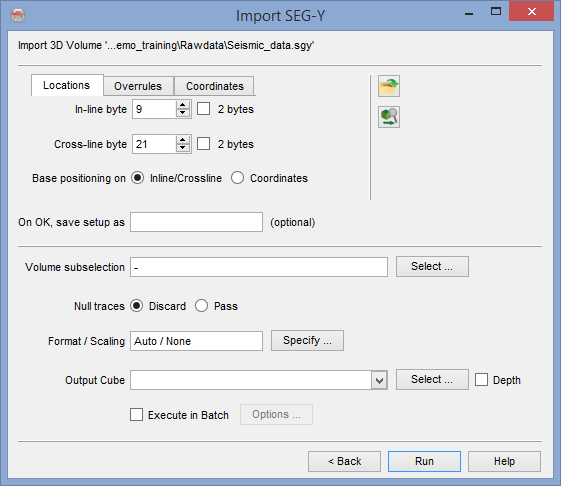 Import SEG-Y
Import 3D Volume '...emo_training\Rawdata\Seismic_data.sgy'
Locations Overrules Coordinates
In-line byte 9 2 bytes
Cross-line byte 21 2 bytes
Base positioning on Inline/Crossline Coordinates
On OK, save setup as (optional)
Volume subselection - Select ...
Null traces Discard Pass
Format / Scaling Auto / None Specify ...
Output Cube Select ... Depth
Execute in Batch Options ...
< Back Run Help